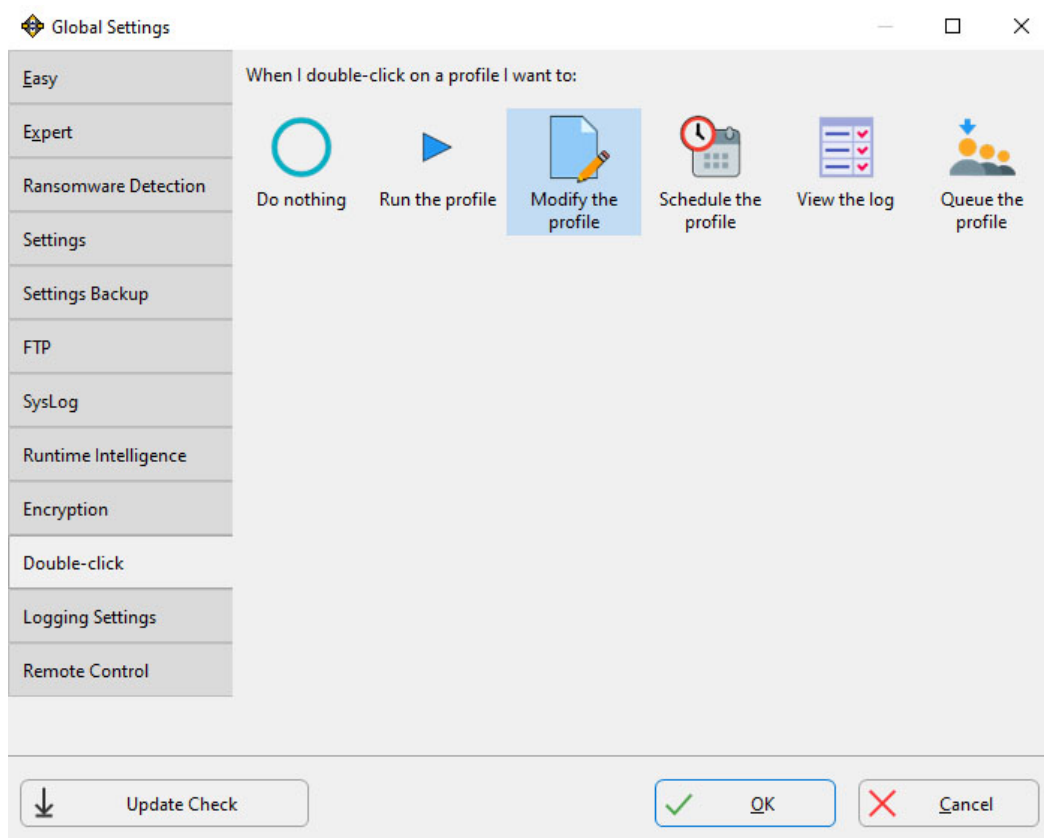 Global Settings
Easy
Expert
Ransomware Detection
Settings
Settings Backup
FTP
SysLog
Runtime Intelligence
Encryption
Double-click
Logging Settings
Remote Control
When I double-click on a profile I want to:
Do nothing
Run the profile
Modify the
profile
Schedule the
profile
View the log
Queue the
profile
Update Check
OK
Cancel